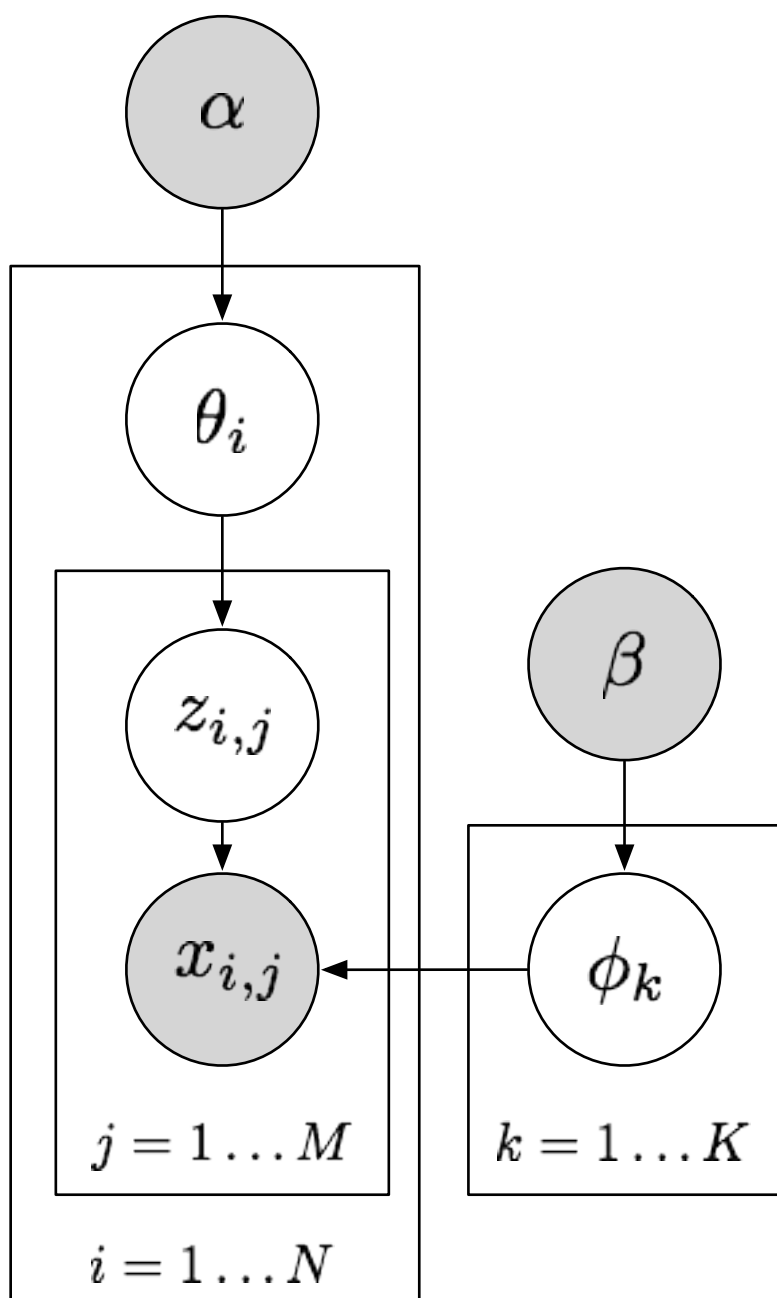 α
θ_i
z_{i,j}
β
x_{i,j}
ϕ_k
j = 1 … M
k = 1 … K
i = 1 … N